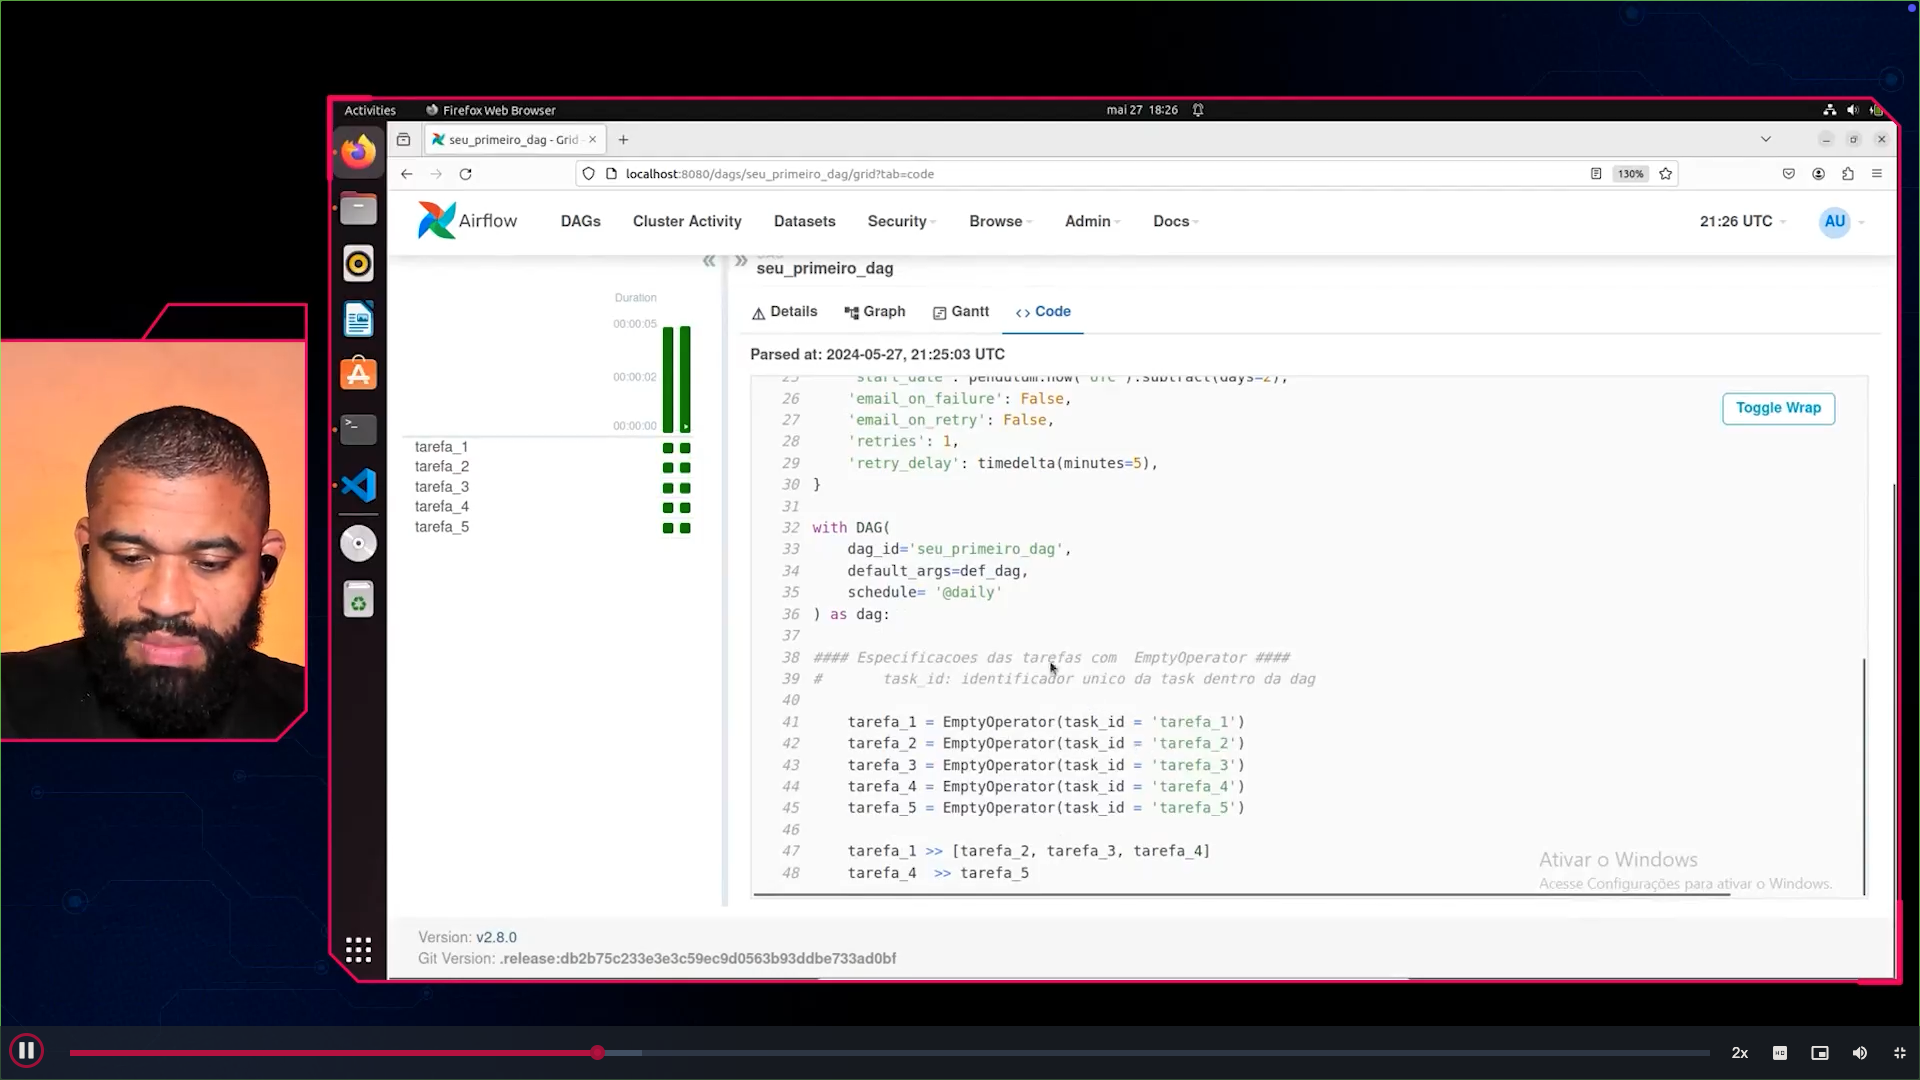 Activities
Firefox Web Browser
mai 27 18:26
seu_primeiro_dag - Grid
localhost:8080/dags/seu_primeiro_dag/grid?tab=code
130%
Airflow
DAGs
Cluster Activity
Datasets
Security
Browse
Admin
Docs
21:26 UTC
AU
seu_primeiro_dag
Details
Graph
Gantt
Code
Duration
00:00:05
00:00:02
00:00:00
tarefa_1
tarefa_2
tarefa_3
tarefa_4
tarefa_5
Parsed at: 2024-05-27, 21:25:03 UTC
Toggle Wrap
25 'start_date': pendulum.now('UTC').subtract(days=2),
26 'email_on_failure': False,
27 'email_on_retry': False,
28 'retries': 1,
29 'retry_delay': timedelta(minutes=5),
30 }
31
32 with DAG(
33 dag_id='seu_primeiro_dag',
34 default_args=def_dag,
35 schedule= '@daily'
36 ) as dag:
37
38 #### Especificacoes das tarefas com  EmptyOperator ####
39 # task_id: identificador unico da task dentro da dag
40
41 tarefa_1 = EmptyOperator(task_id = 'tarefa_1')
42 tarefa_2 = EmptyOperator(task_id = 'tarefa_2')
43 tarefa_3 = EmptyOperator(task_id = 'tarefa_3')
44 tarefa_4 = EmptyOperator(task_id = 'tarefa_4')
45 tarefa_5 = EmptyOperator(task_id = 'tarefa_5')
46
47 tarefa_1 >> [tarefa_2, tarefa_3, tarefa_4]
48 tarefa_4  >> tarefa_5
Ativar o Windows
Acesse Configurações para ativar o Windows.
Version: v2.8.0
Git Version: .release:db2b75c233e3e3c59ec9d0563b93ddbe733ad0bf
2x